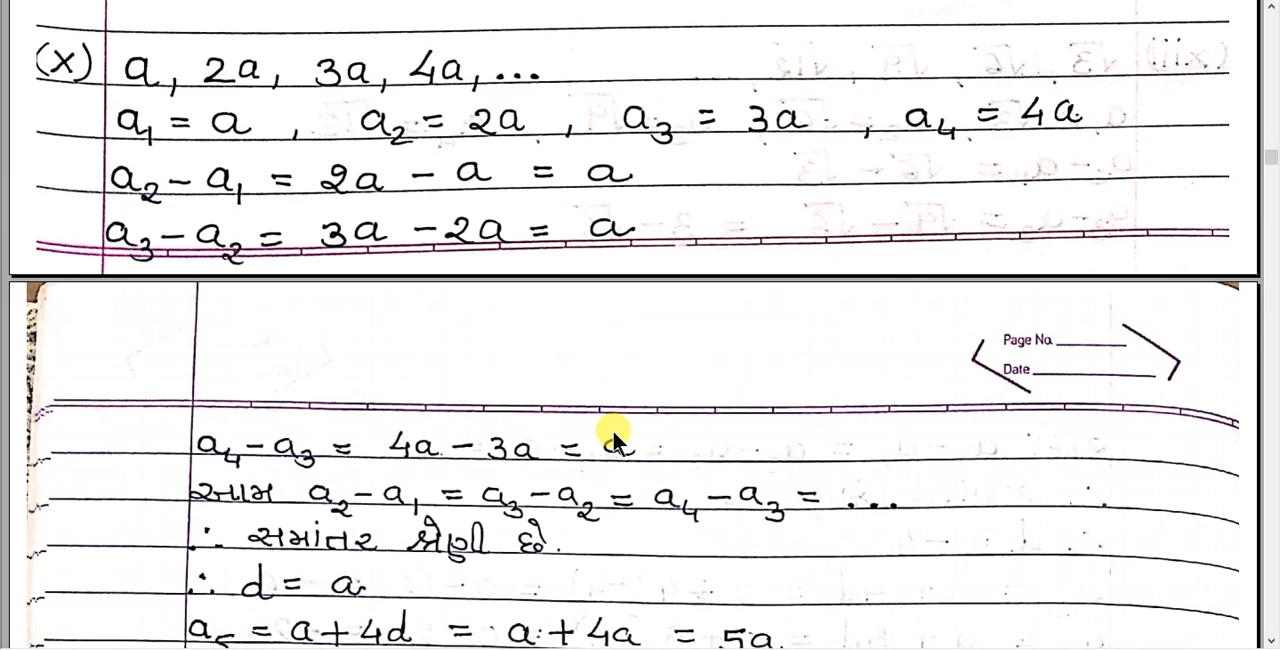 (x) a, 2a, 3a, 4a, ...
a₁ = a , a₂ = 2a , a₃ = 3a , a₄ = 4a
a₂ - a₁ = 2a - a = a
a₃ - a₂ = 3a - 2a = a
Page No.
Date
a₄ - a₃ = 4a - 3a = a
આમ a₂ - a₁ = a₃ - a₂ = a₄ - a₃ = ...
∴ સમાંતર શ્રેણી છે.
∴ d = a
a₅ = a + 4d = a + 4a = 5a